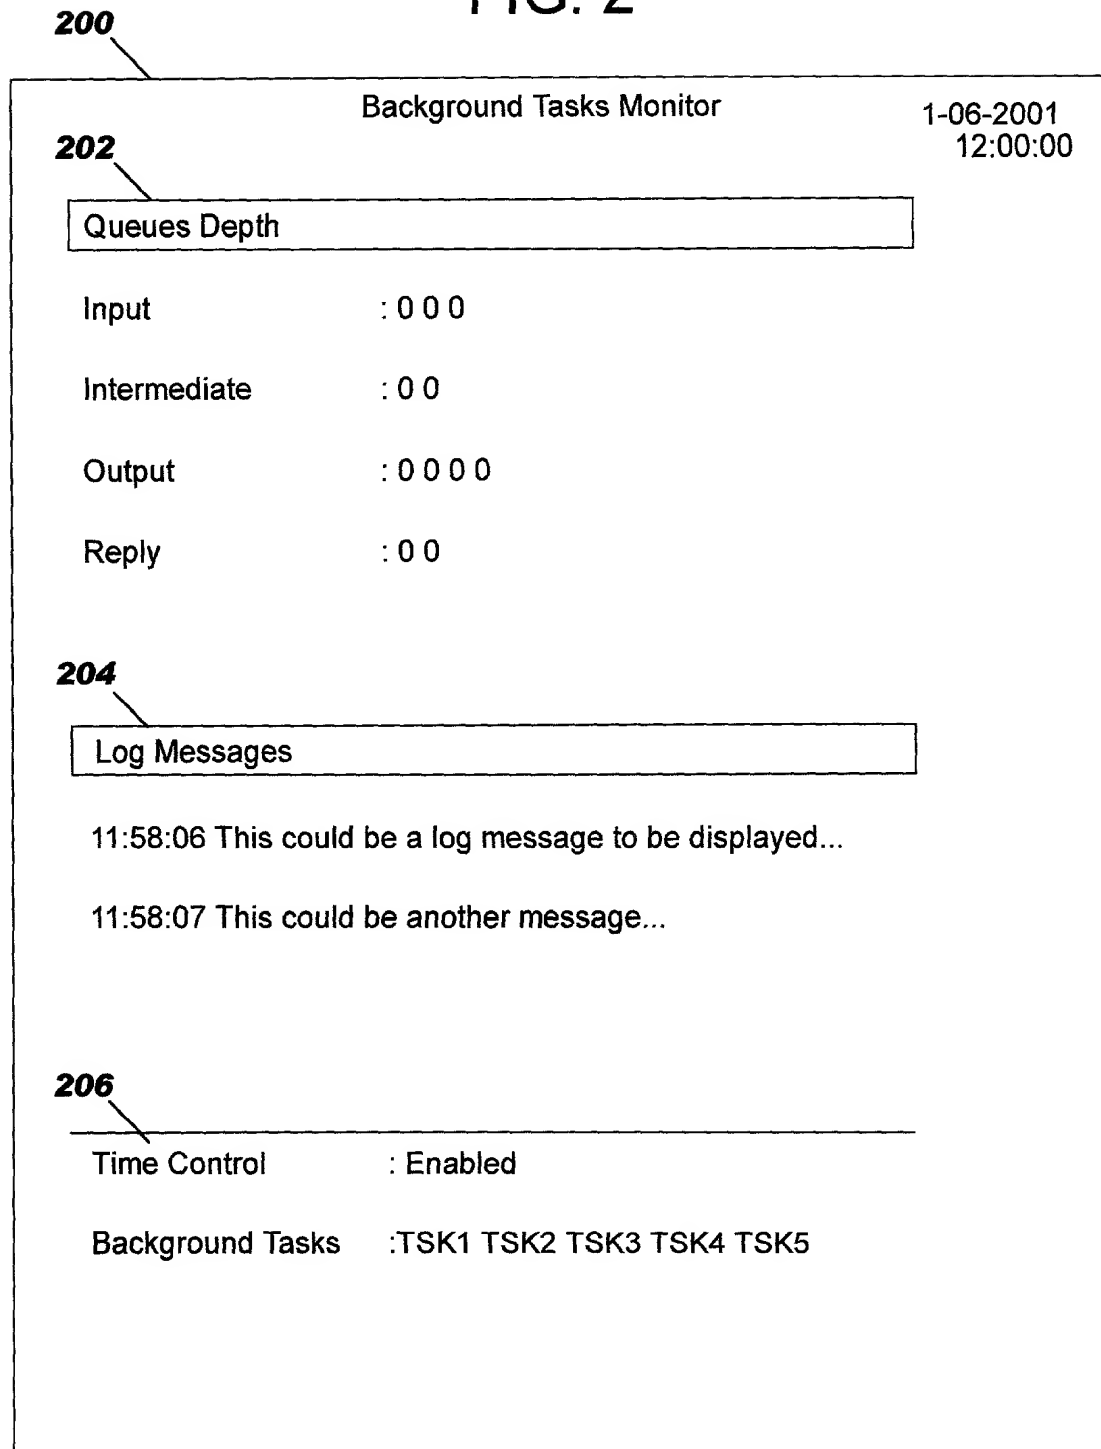 FIG. 2
200
Background Tasks Monitor
1-06-2001
12:00:00
202
Queues Depth
Input : 0 0 0
Intermediate : 0 0
Output : 0 0 0 0
Reply : 0 0
204
Log Messages
11:58:06 This could be a log message to be displayed...
11:58:07 This could be another message...
206
Time Control : Enabled
Background Tasks :TSK1 TSK2 TSK3 TSK4 TSK5